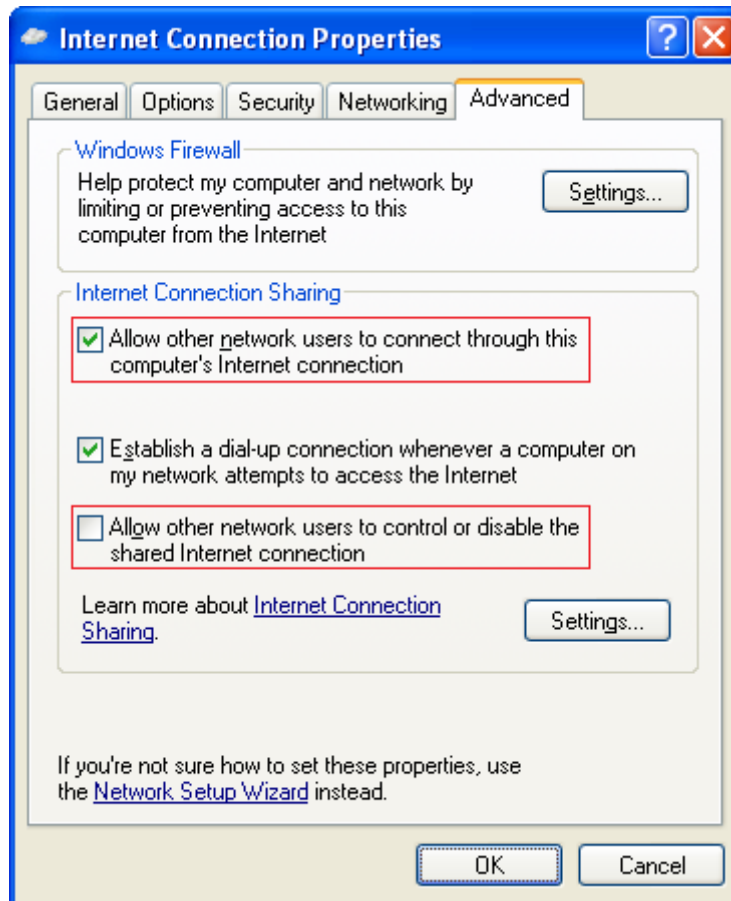 Internet Connection Properties
General Options Security Networking Advanced
Windows Firewall
Help protect my computer and network by
limiting or preventing access to this
computer from the Internet
Settings...
Internet Connection Sharing
Allow other network users to connect through this
computer's Internet connection
Establish a dial-up connection whenever a computer on
my network attempts to access the Internet
Allow other network users to control or disable the
shared Internet connection
Learn more about Internet Connection
Sharing.
Settings...
If you're not sure how to set these properties, use
the Network Setup Wizard instead.
OK Cancel